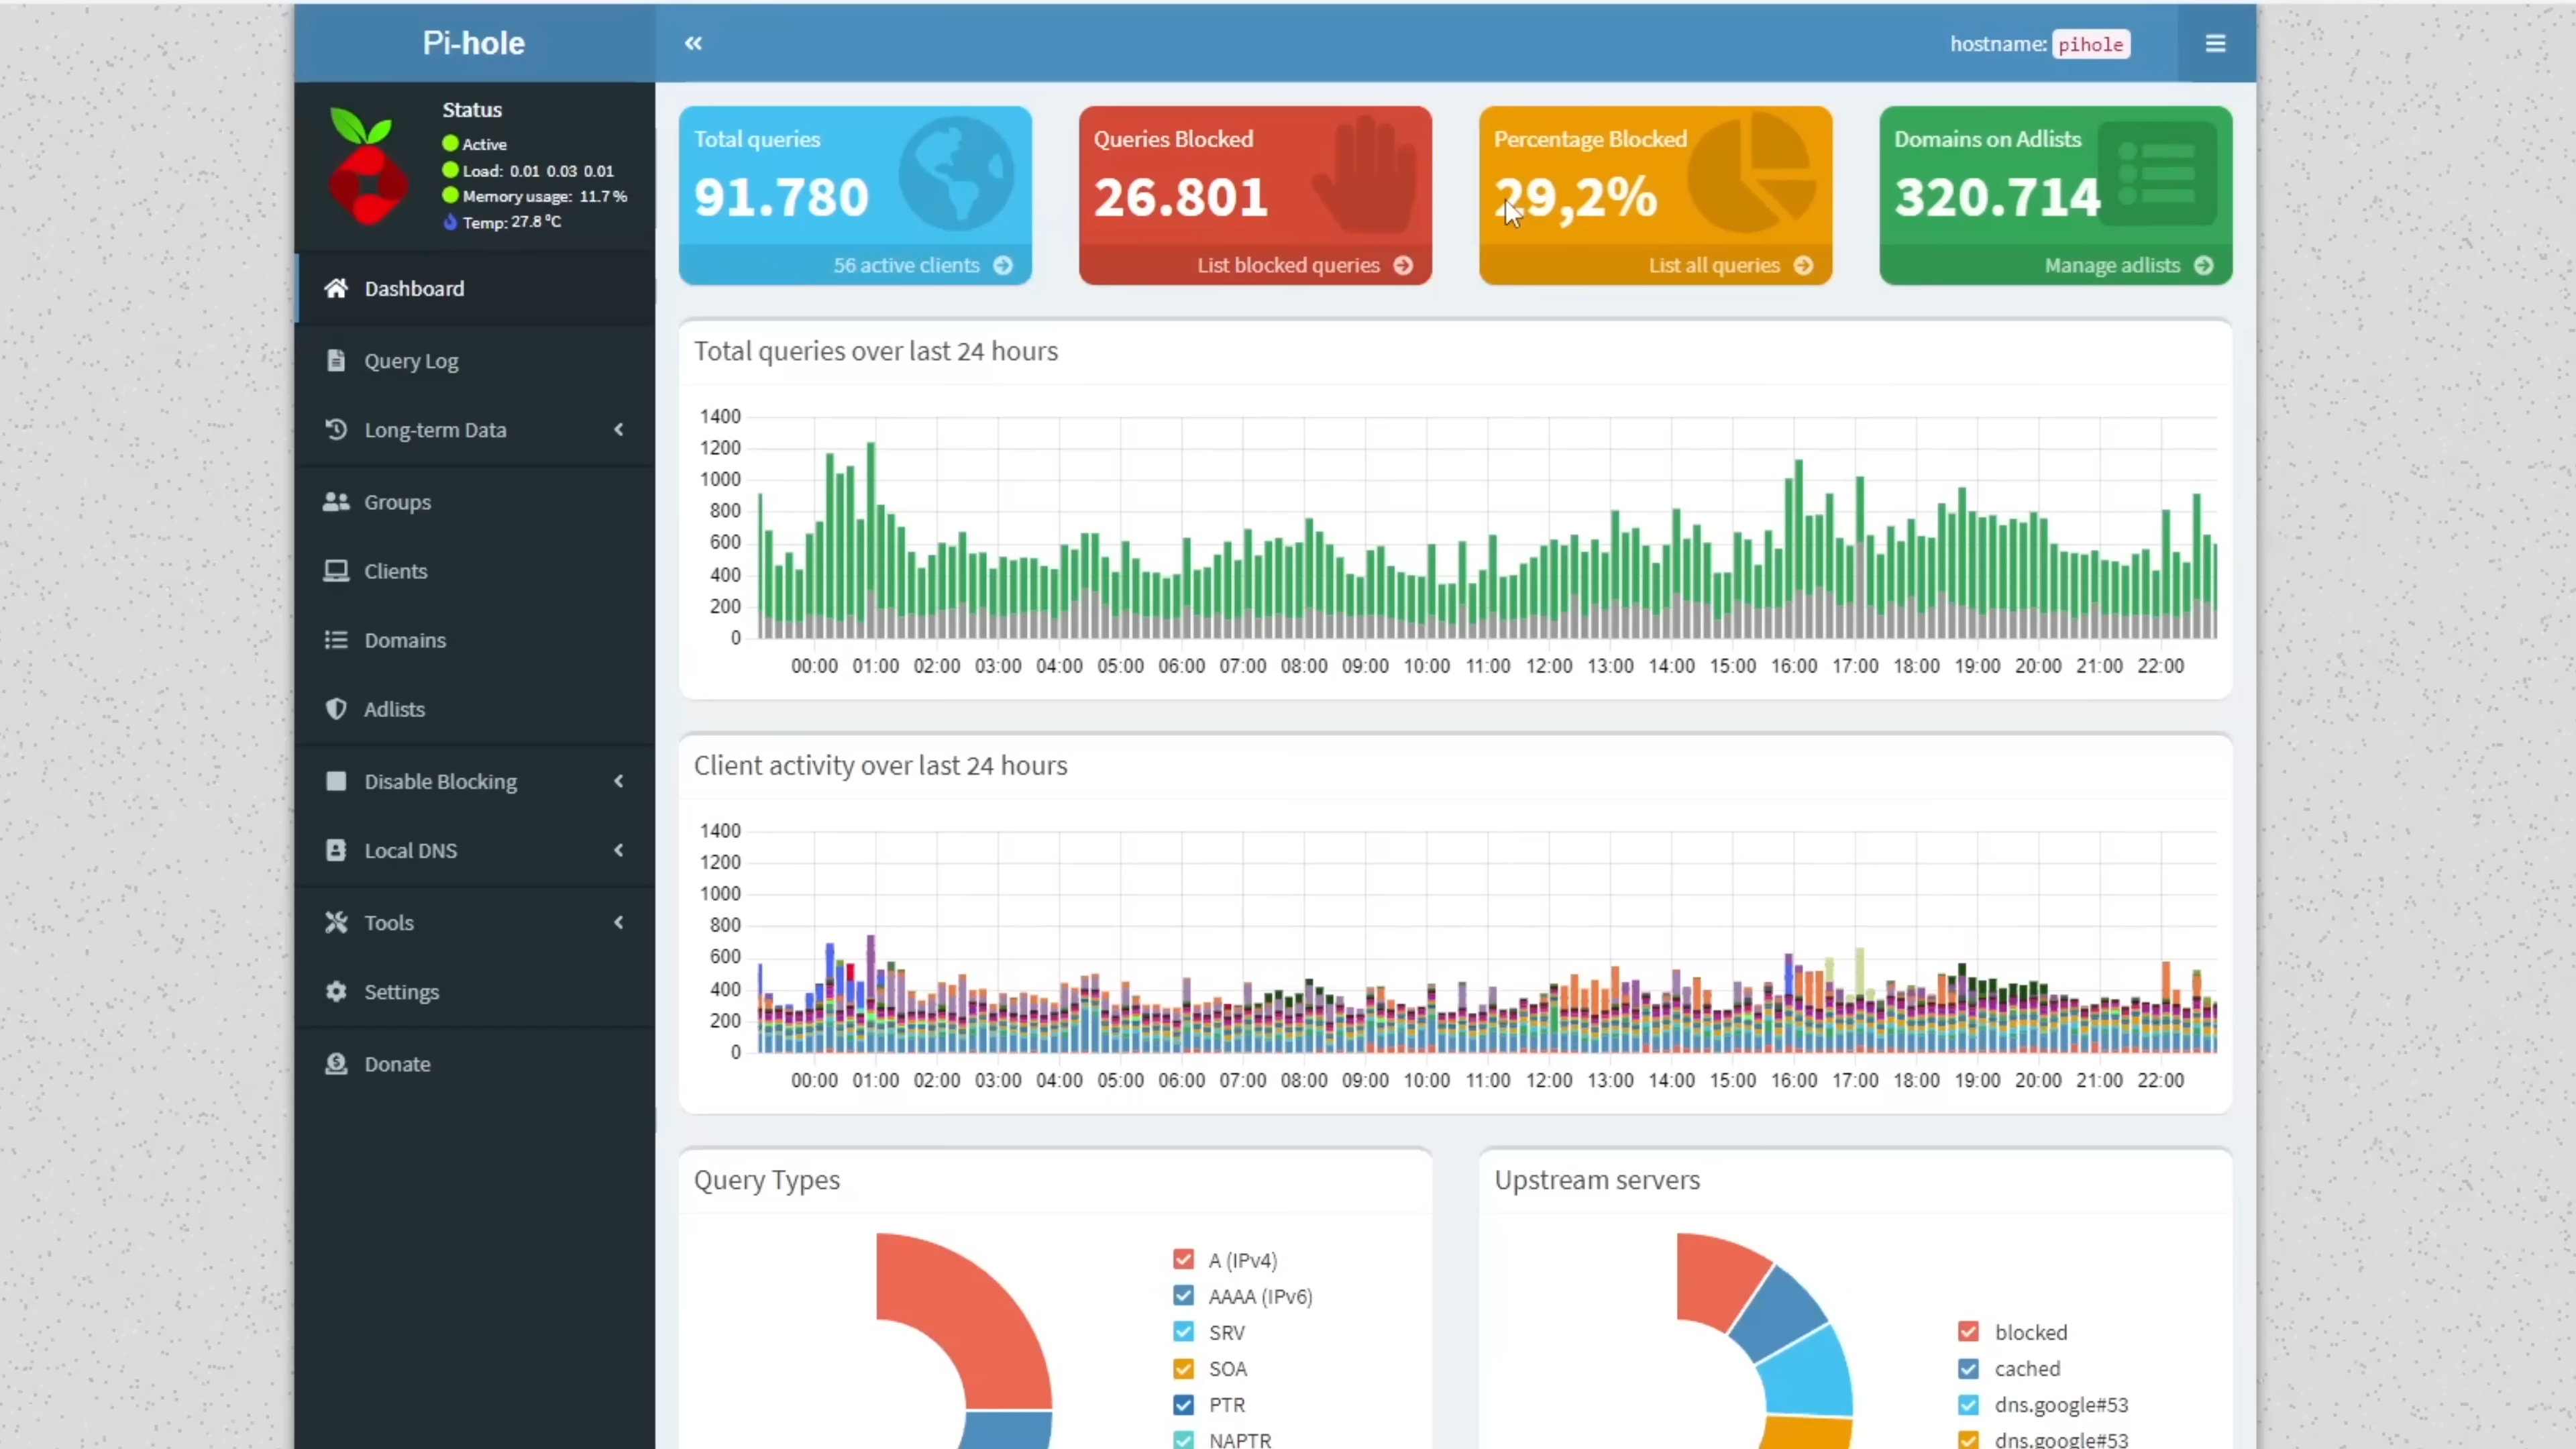 Pi-hole
hostname: pihole
Status
Active
Load: 0.01 0.03 0.01
Memory usage: 11.7 %
Temp: 27.8 °C
Dashboard
Query Log
Long-term Data
Groups
Clients
Domains
Adlists
Disable Blocking
Local DNS
Tools
Settings
Donate
Total queries
91.780
56 active clients
Queries Blocked
26.801
List blocked queries
Percentage Blocked
29,2%
List all queries
Domains on Adlists
320.714
Manage adlists
Total queries over last 24 hours
1400
1200
1000
800
600
400
200
0
00:00 01:00 02:00 03:00 04:00 05:00 06:00 07:00 08:00 09:00 10:00 11:00 12:00 13:00 14:00 15:00 16:00 17:00 18:00 19:00 20:00 21:00 22:00
Client activity over last 24 hours
1400
1200
1000
800
600
400
200
0
00:00 01:00 02:00 03:00 04:00 05:00 06:00 07:00 08:00 09:00 10:00 11:00 12:00 13:00 14:00 15:00 16:00 17:00 18:00 19:00 20:00 21:00 22:00
Query Types
A (IPv4)
AAAA (IPv6)
SRV
SOA
PTR
NAPTR
Upstream servers
blocked
cached
dns.google#53
dns.google#53